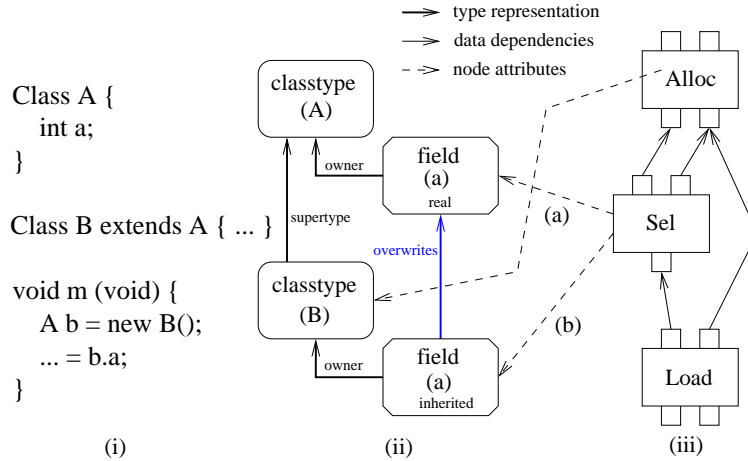 type representation
data dependencies
node attributes
Class A {
int a;
}
Class B extends A { ... }
void m (void) {
A b = new B();
... = b.a;
}
(i)
classtype
(A)
owner
field
(a)
real
supertype
overwrites
classtype
(B)
owner
field
(a)
inherited
(ii)
Alloc
(a)
Sel
(b)
Load
(iii)